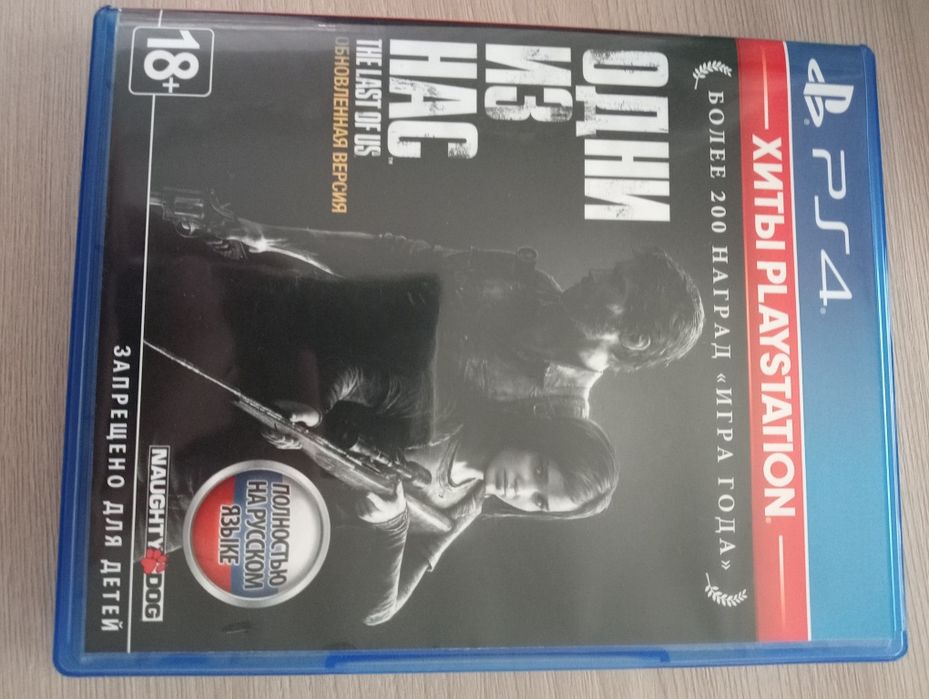 PS4
ХИТЫ PLAYSTATION
БОЛЕЕ 200 НАГРАД «ИГРА ГОДА»
ОДНИ
ИЗ
НАС™
THE LAST OF US
ОБНОВЛЕННАЯ ВЕРСИЯ
18+
ПОЛНОСТЬЮ
НА РУССКОМ
ЯЗЫКЕ
NAUGHTY DOG
ЗАПРЕЩЕНО ДЛЯ ДЕТЕЙ